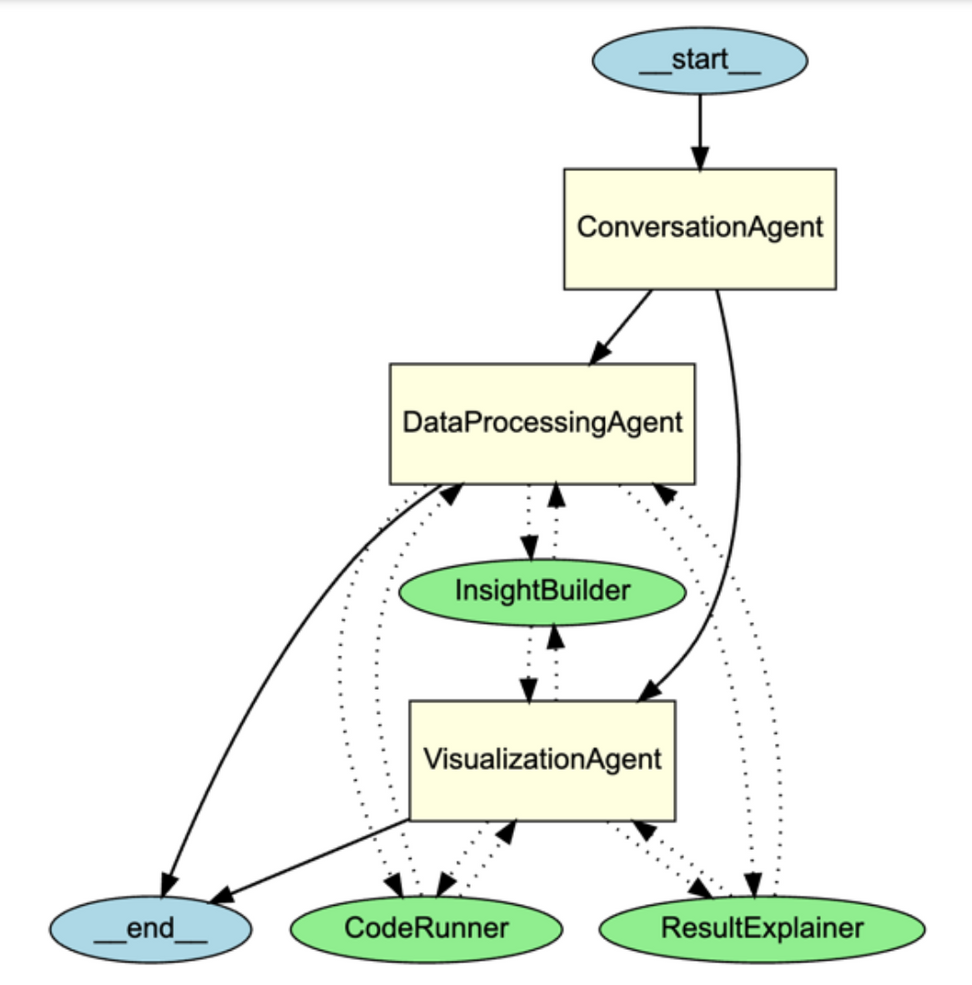 __start__
ConversationAgent
DataProcessingAgent
InsightBuilder
VisualizationAgent
__end__
CodeRunner
ResultExplainer